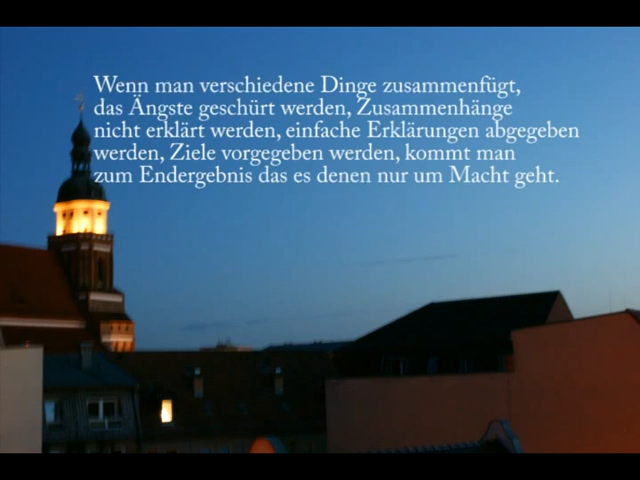 Wenn man verschiedene Dinge zusammenfügt,
das Ängste geschürt werden, Zusammenhänge
nicht erklärt werden, einfache Erklärungen abgegeben
werden, Ziele vorgegeben werden, kommt man
zum Endergebnis das es denen nur um Macht geht.